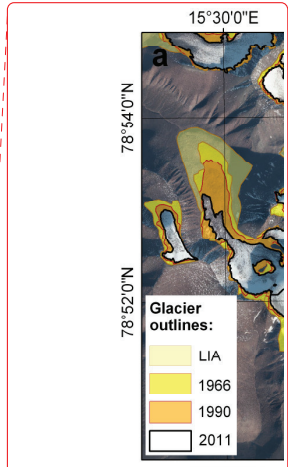 15°30'0"E
a
78°54'0"N
78°52'0"N
Glacier
outlines:
LIA
1966
1990
2011